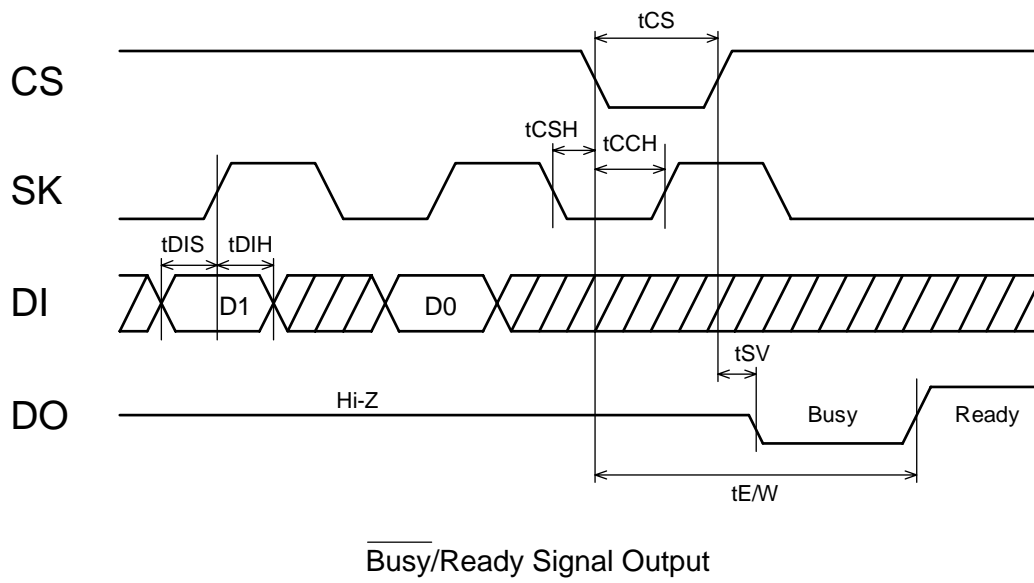 tCS
CS
tCSH
tCCH
SK
tDIS
tDIH
DI
D1
D0
tSV
DO
Hi-Z
Busy
Ready
tE/W
Busy/Ready Signal Output